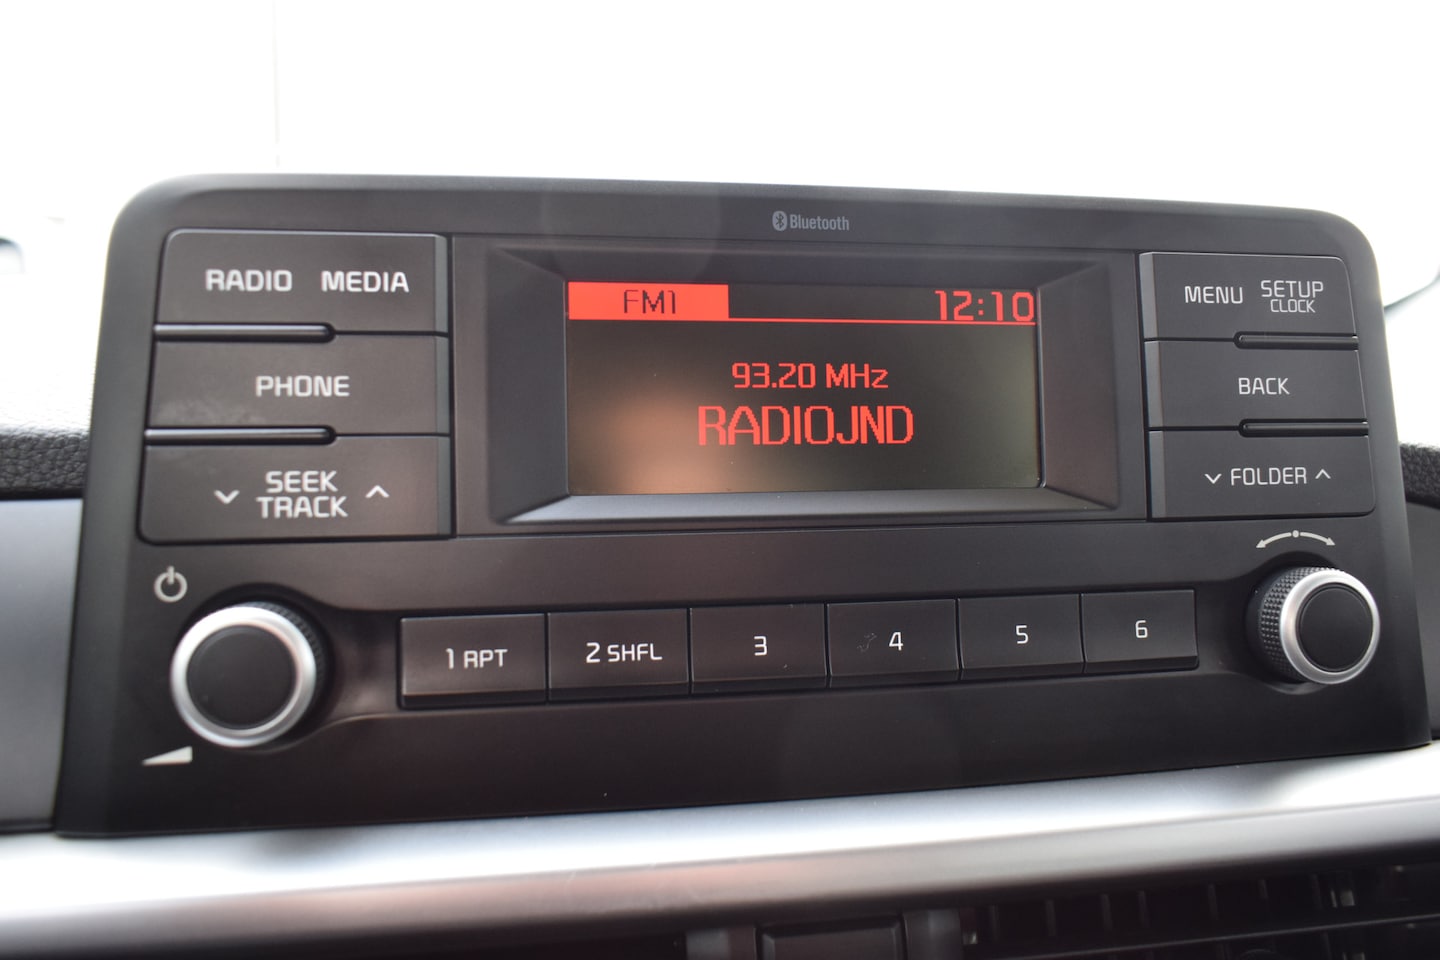 Bluetooth
RADIO MEDIA
PHONE
SEEK
TRACK
FM1 12:10
93.20 MHz
RADIOJND
MENU SETUP
CLOCK
BACK
FOLDER
1 RPT 2 SHFL 3 4 5 6